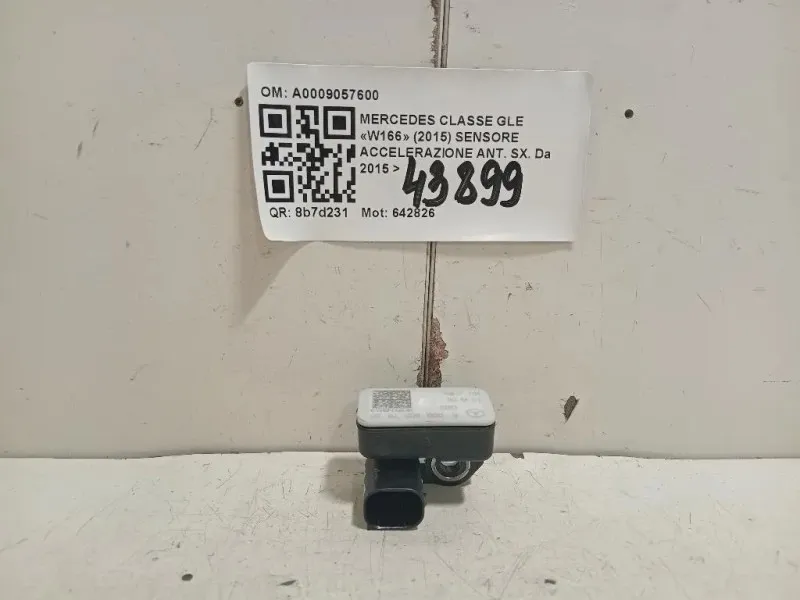 OM: A0009057600
MERCEDES CLASSE GLE
«W166» (2015) SENSORE
ACCELERAZIONE ANT. SX. Da
2015 >
43899
QR: 8b7d231 Mot: 642826